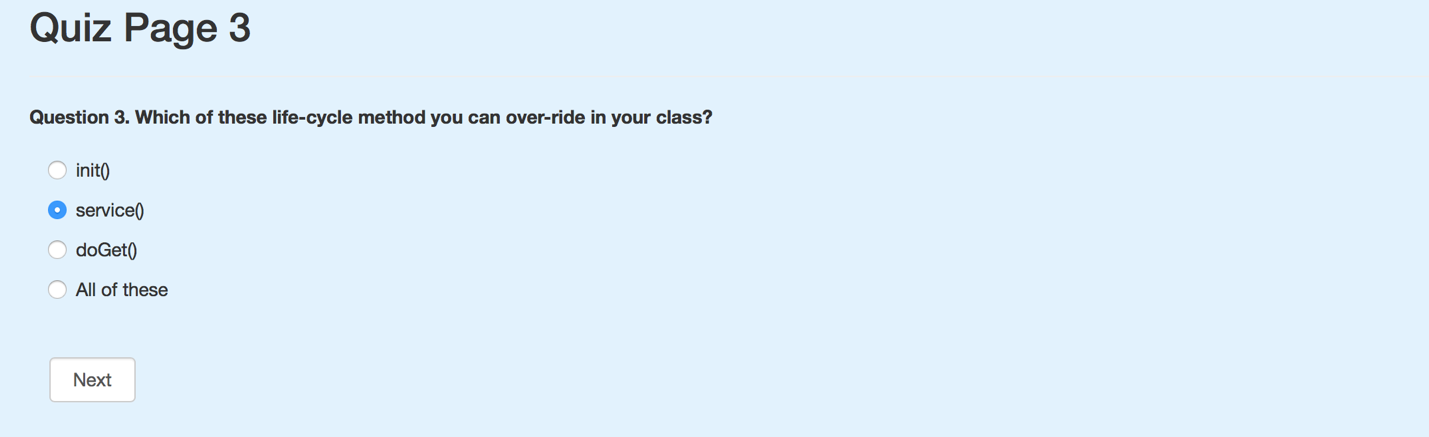 Quiz Page 3
Question 3. Which of these life-cycle method you can over-ride in your class?
init()
service()
doGet()
All of these
Next